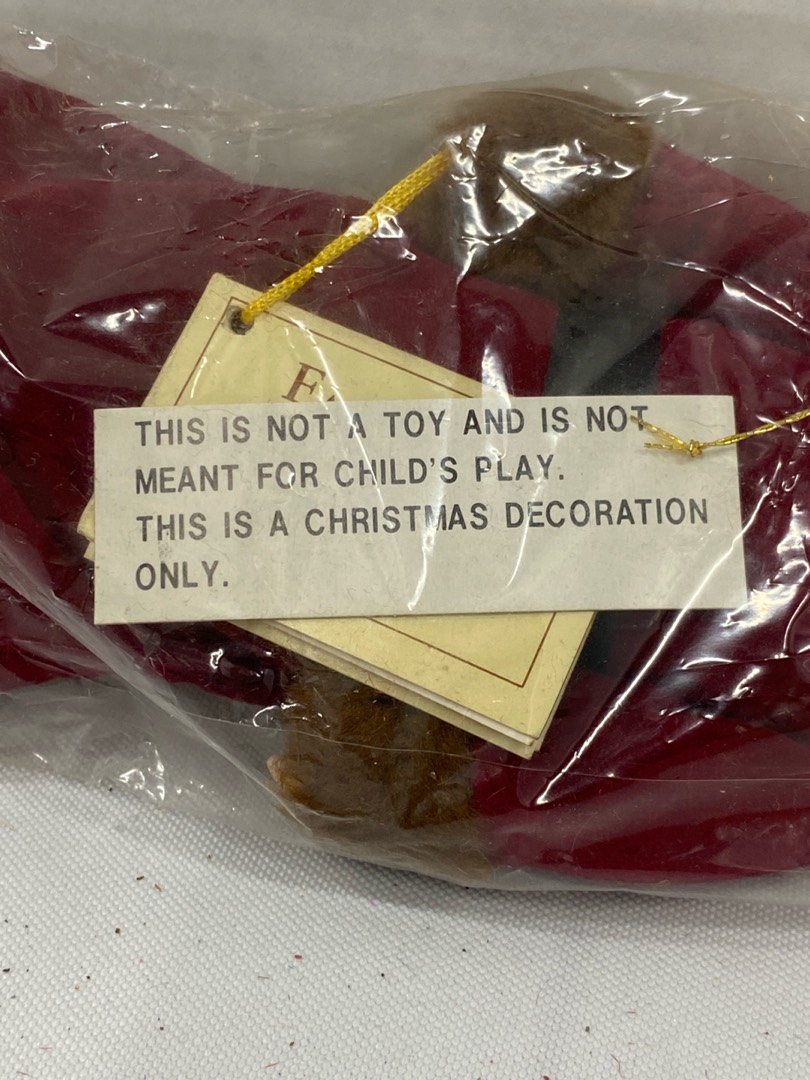 THIS IS NOT A TOY AND IS NOT
MEANT FOR CHILD'S PLAY.
THIS IS A CHRISTMAS DECORATION
ONLY.